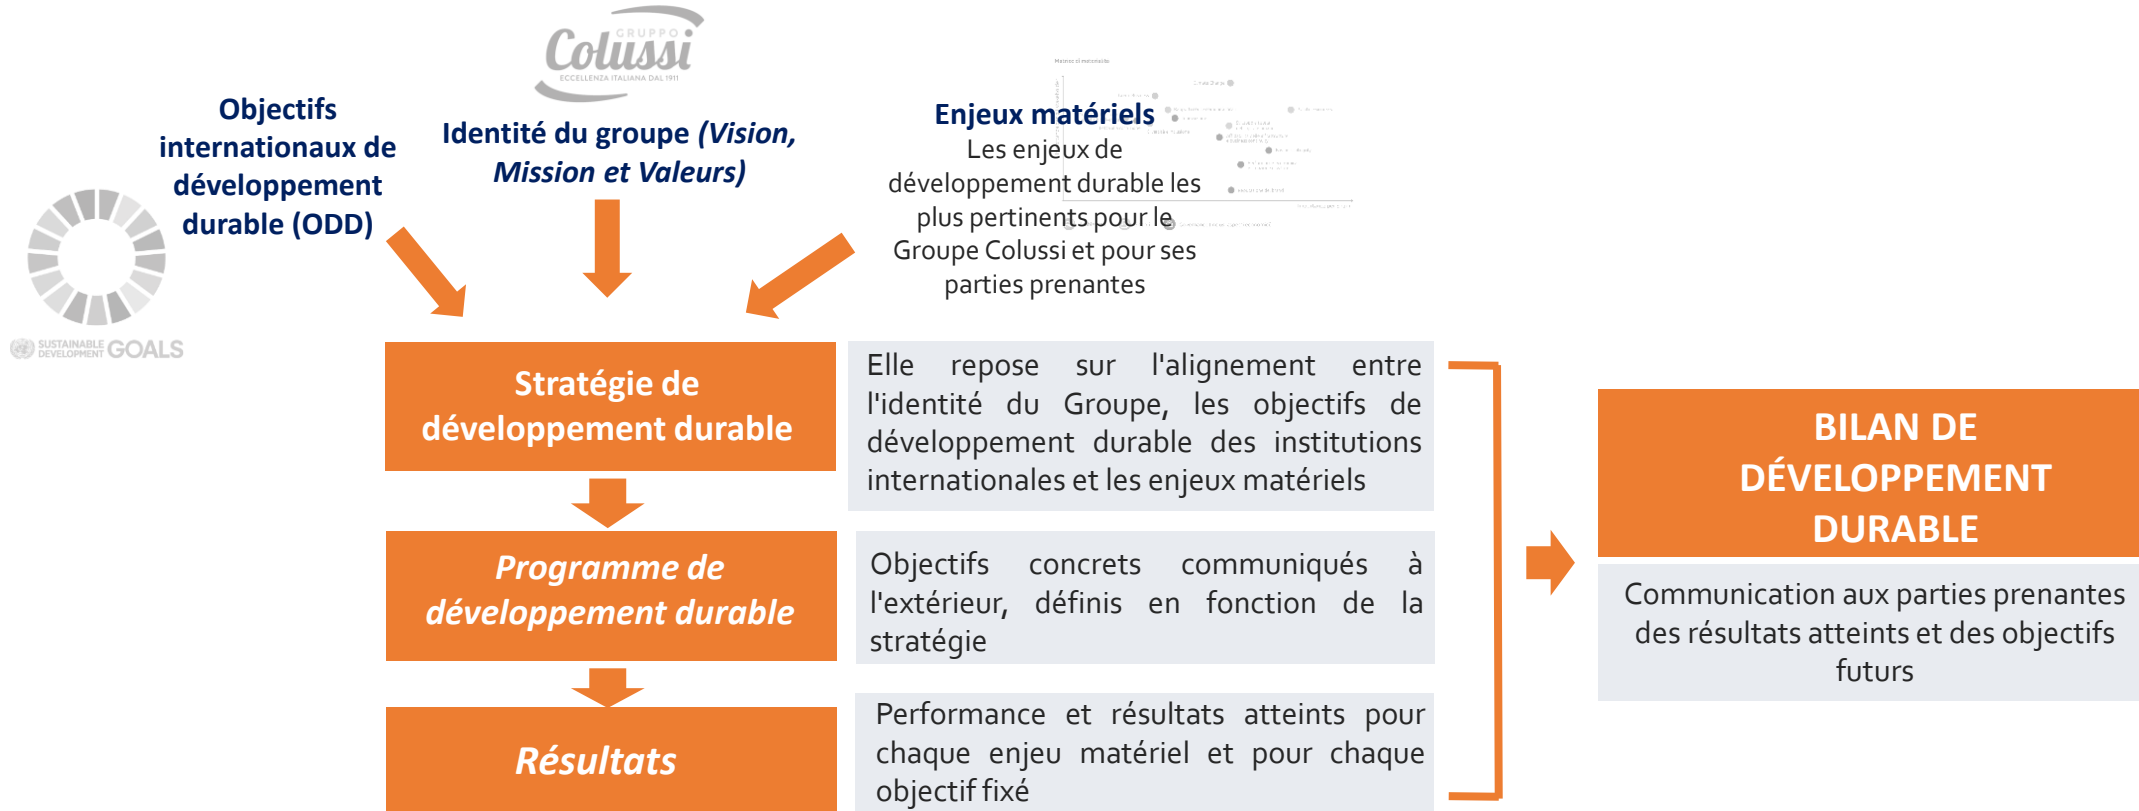 GRUPPO
Colussi
ECCELLENZA ITALIANA DAL 1911
Objectifs
internationaux de
développement
durable (ODD)
Identité du groupe (Vision,
Mission et Valeurs)
Enjeux matériels
Les enjeux de
développement durable les
plus pertinents pour le
Groupe Colussi et pour ses
parties prenantes
SUSTAINABLE
DEVELOPMENT GOALS
Stratégie de
développement durable
Elle repose sur l'alignement entre
l'identité du Groupe, les objectifs de
développement durable des institutions
internationales et les enjeux matériels
Programme de
développement durable
Objectifs concrets communiqués à
l'extérieur, définis en fonction de la
stratégie
Résultats
Performance et résultats atteints pour
chaque enjeu matériel et pour chaque
objectif fixé
BILAN DE
DÉVELOPPEMENT
DURABLE
Communication aux parties prenantes
des résultats atteints et des objectifs
futurs